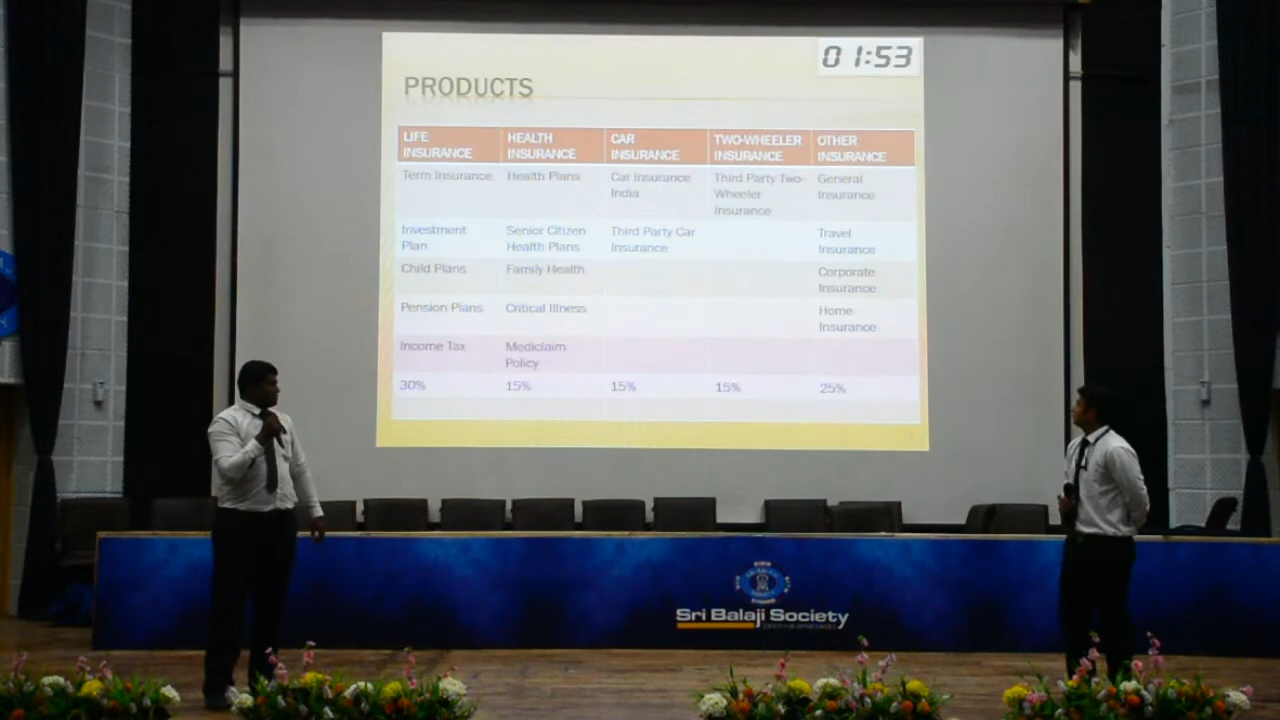 01:53
PRODUCTS
LIFE INSURANCE
HEALTH INSURANCE
CAR INSURANCE
TWO-WHEELER INSURANCE
OTHER INSURANCE
Term Insurance
Health Plans
Car Insurance India
Third Party Two-Wheeler Insurance
General Insurance
Investment Plan
Senior Citizen Health Plans
Third Party Car Insurance
Travel Insurance
Child Plans
Family Health
Corporate Insurance
Pension Plans
Critical Illness
Home Insurance
Income Tax
Mediclaim Policy
30%
15%
15%
15%
25%
Sri Balaji Society